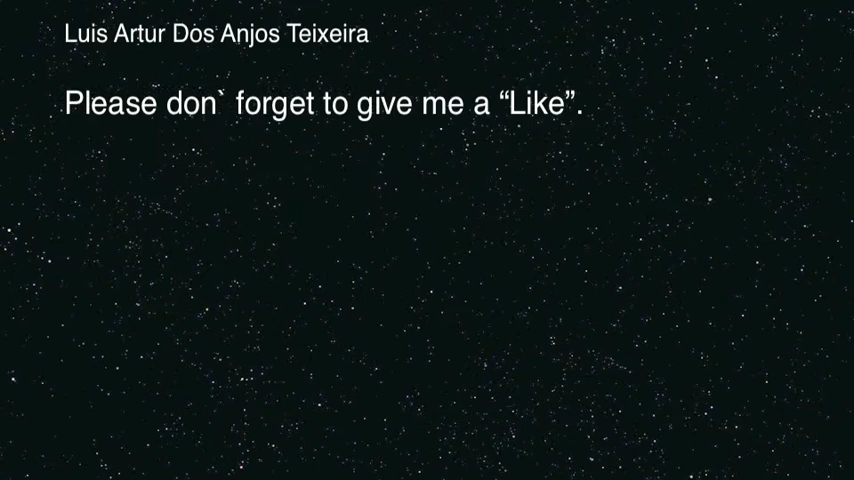 Luis Artur Dos Anjos Teixeira
Please don` forget to give me a “Like”.